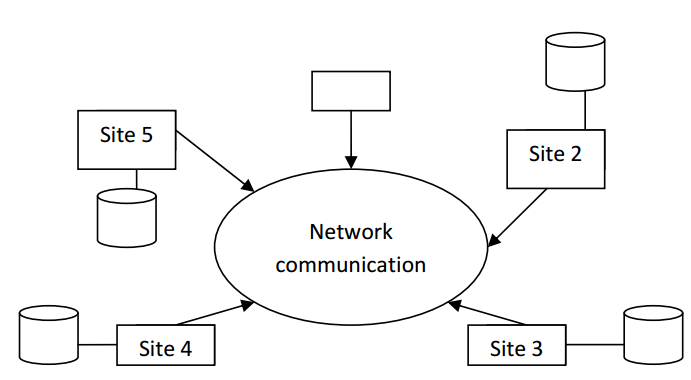 Site 5
Site 2
Network
communication
Site 4
Site 3